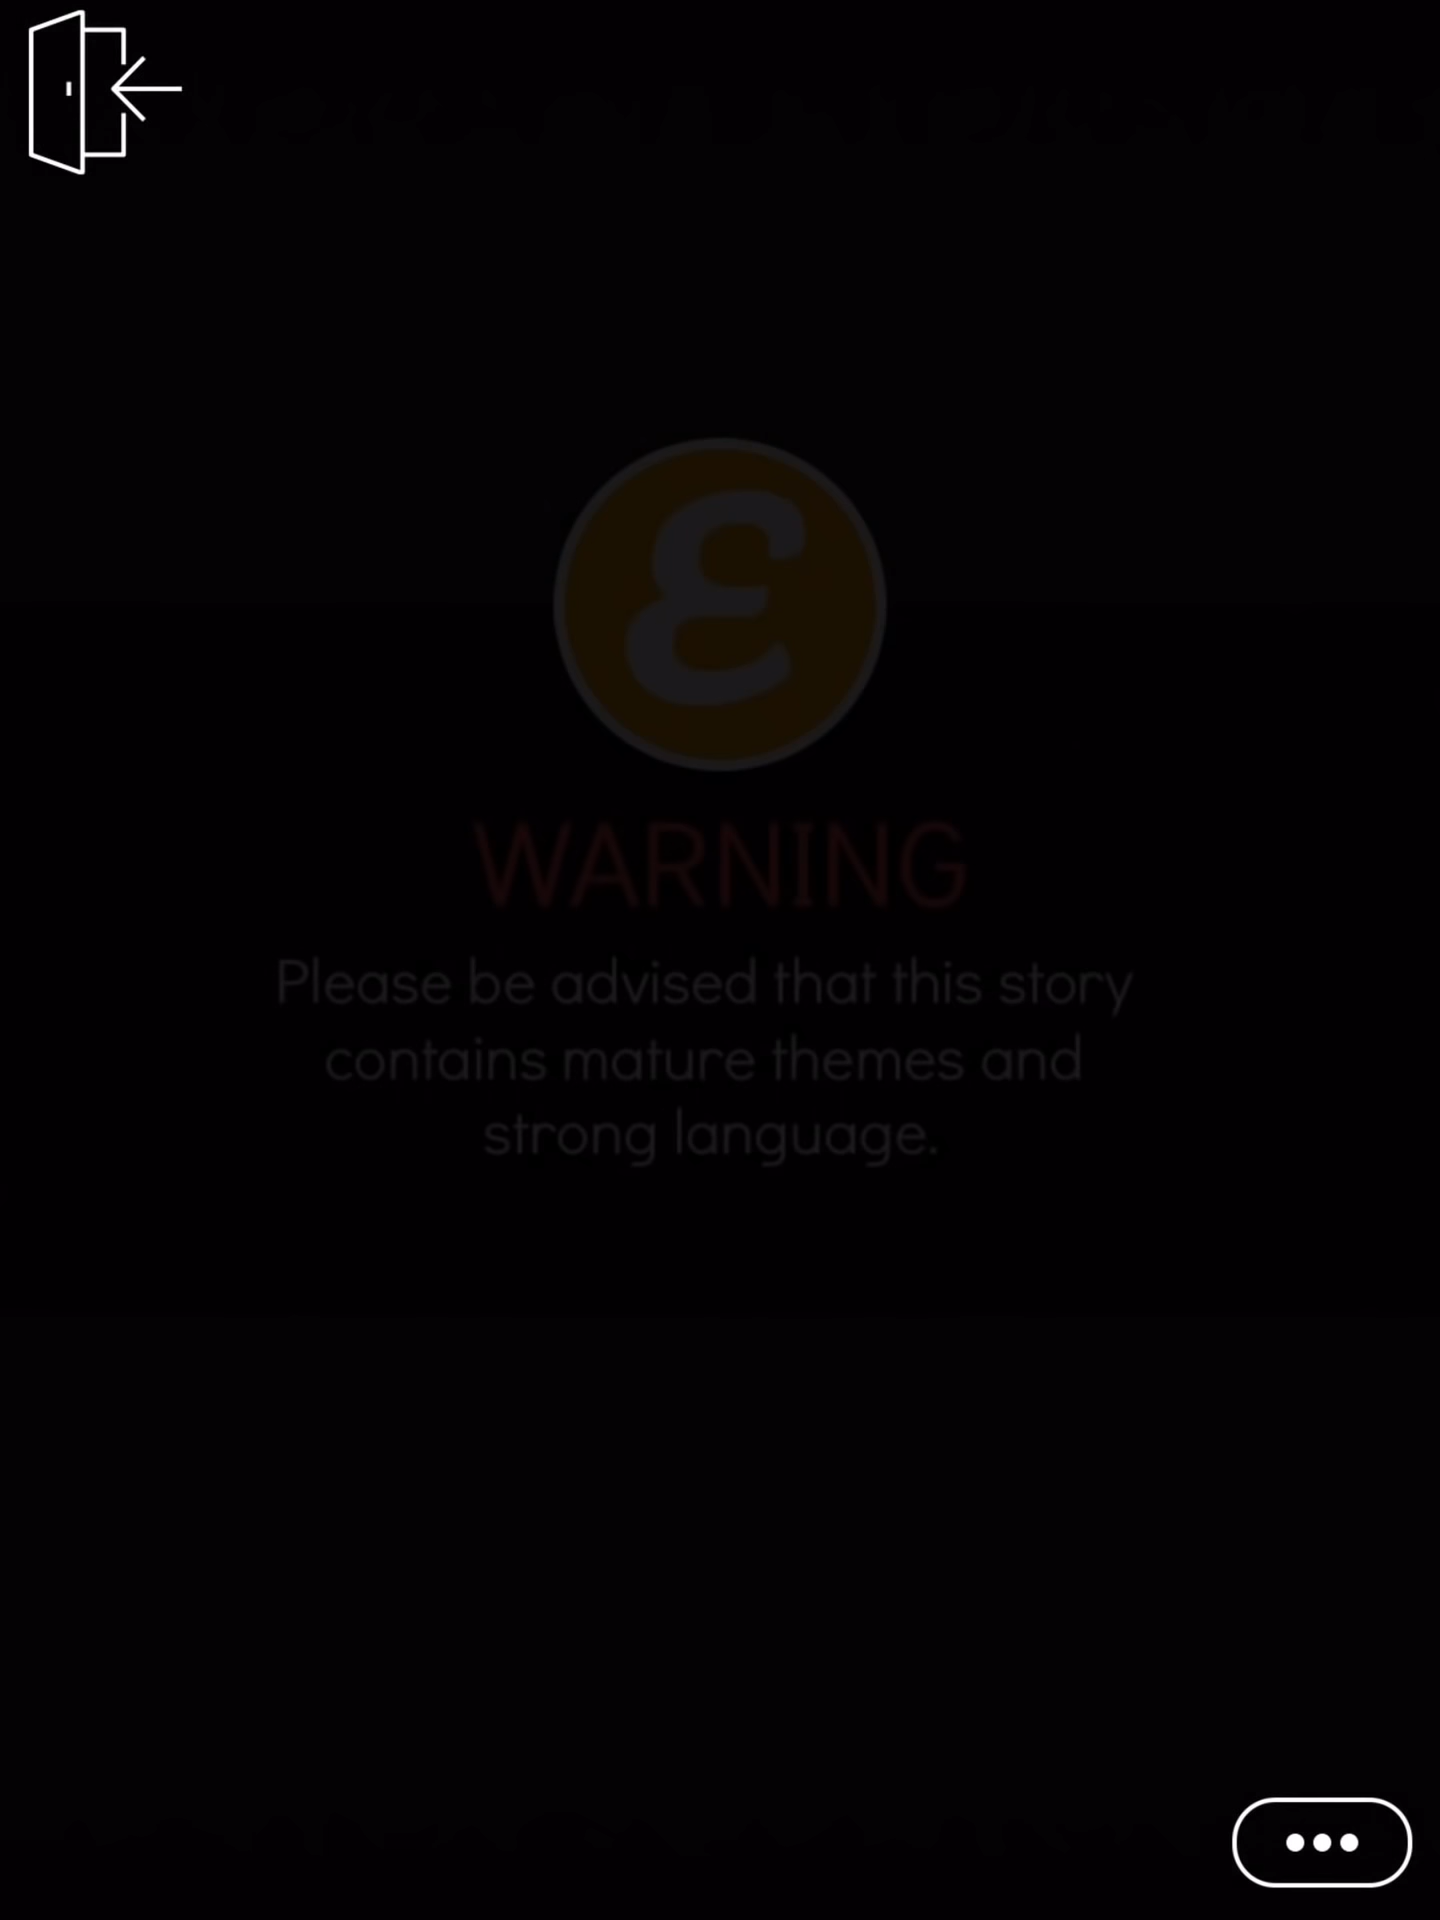 Ɛ
WARNING
Please be advised that this story
contains mature themes and
strong language.